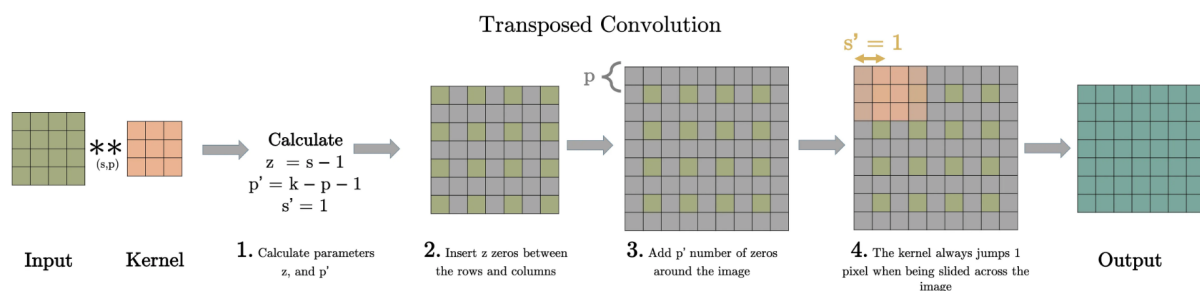 Transposed Convolution
s' = 1
p
**
(s,p)
Calculate
z = s − 1
p' = k − p − 1
s' = 1
Input
Kernel
1. Calculate parameters
z, and p'
2. Insert z zeros between
the rows and columns
3. Add p' number of zeros
around the image
4. The kernel always jumps 1
pixel when being slided across the
image
Output